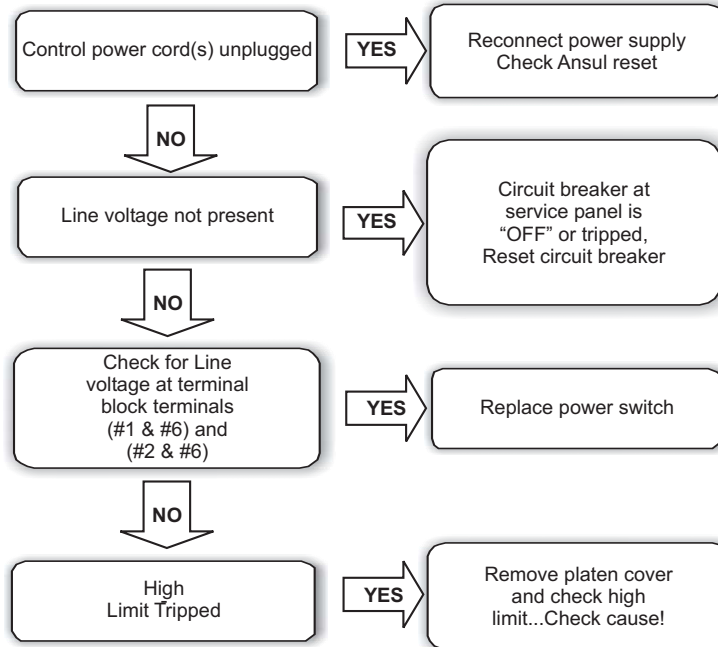 Control power cord(s) unplugged
YES
Reconnect power supply
Check Ansul reset
NO
Line voltage not present
YES
Circuit breaker at
service panel is
“OFF” or tripped,
Reset circuit breaker
NO
Check for Line
voltage at terminal
block terminals
(#1 & #6) and
(#2 & #6)
YES
Replace power switch
NO
High
Limit Tripped
YES
Remove platen cover
and check high
limit...Check cause!